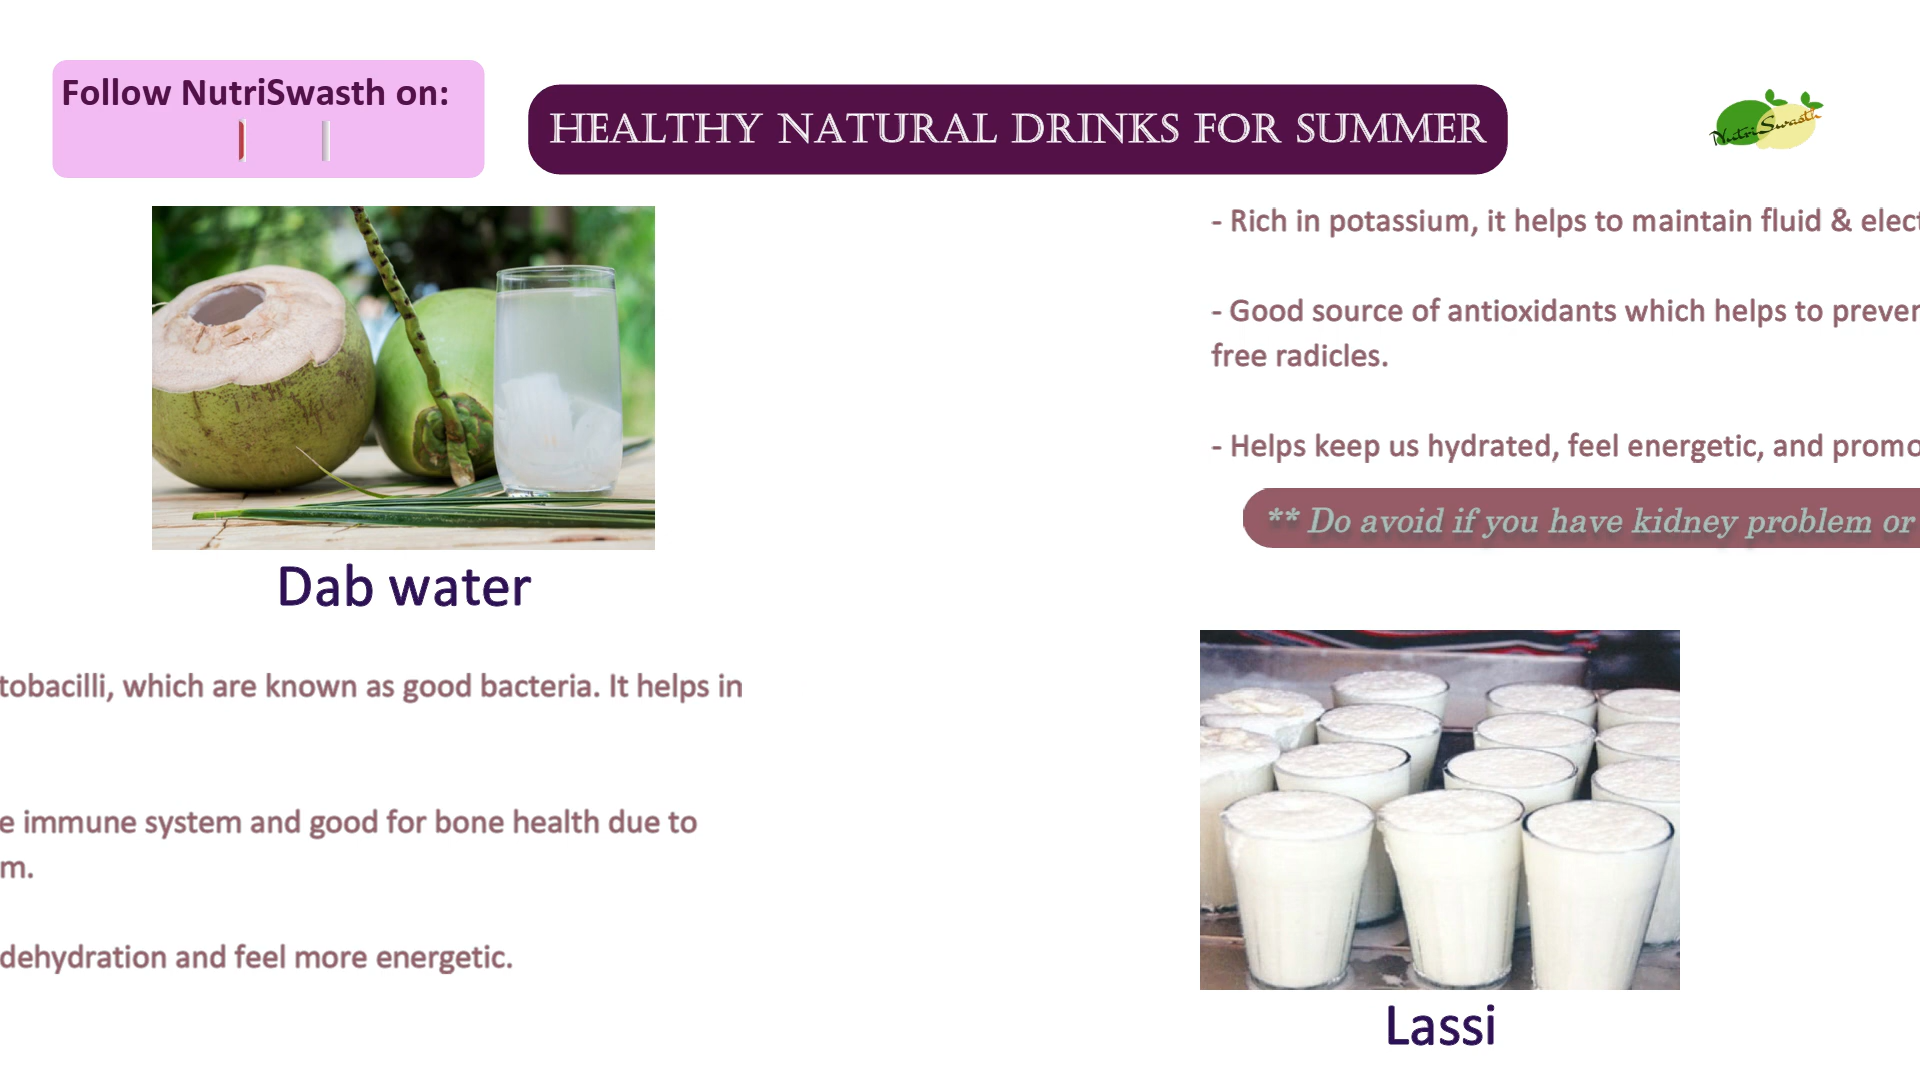 Follow NutriSwasth on:
HEALTHY NATURAL DRINKS FOR SUMMER
NutriSwasth
- Rich in potassium, it helps to maintain fluid & elect
- Good source of antioxidants which helps to prever
free radicles.
- Helps keep us hydrated, feel energetic, and promo
** Do avoid if you have kidney problem or
Dab water
tobacilli, which are known as good bacteria. It helps in
e immune system and good for bone health due to
m.
dehydration and feel more energetic.
Lassi